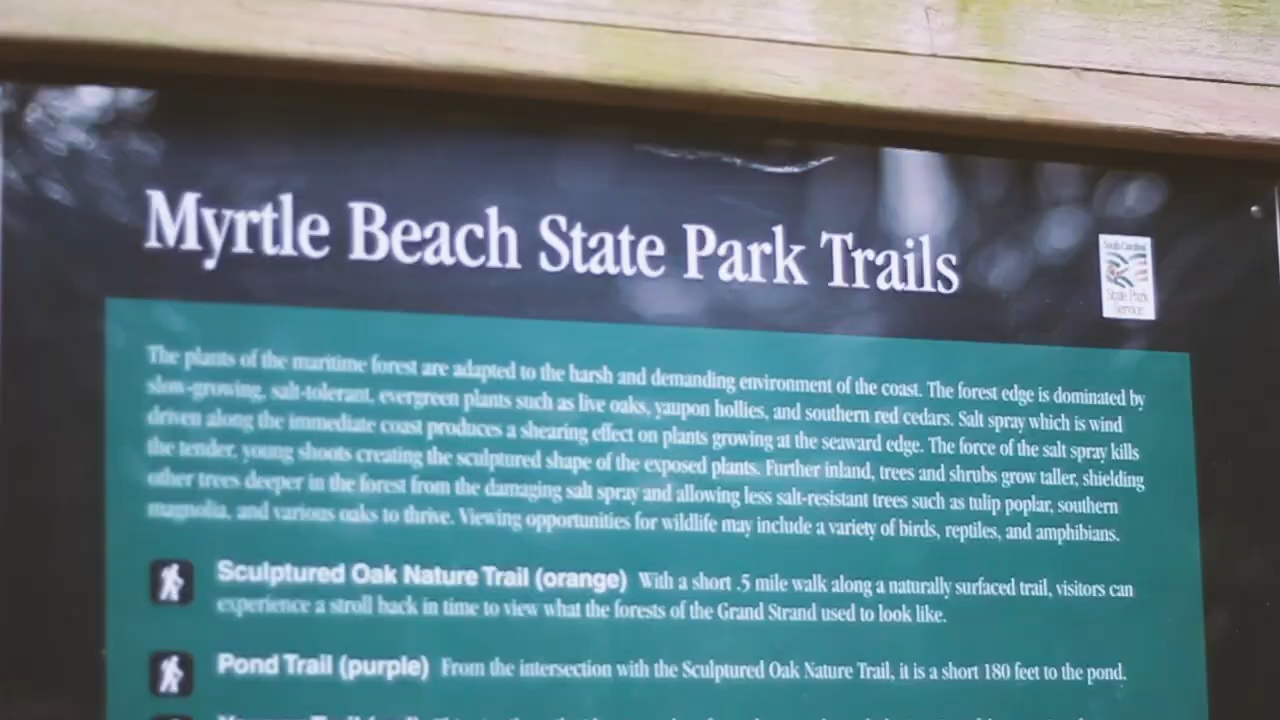 Myrtle Beach State Park Trails
South Carolina
State Park
Service
The plants of the maritime forest are adapted to the harsh and demanding environment of the coast. The forest edge is dominated by
slow-growing, salt-tolerant, evergreen plants such as live oaks, yaupon hollies, and southern red cedars. Salt spray which is wind
driven along the immediate coast produces a shearing effect on plants growing at the seaward edge. The force of the salt spray kills
the tender, young shoots creating the sculptured shape of the exposed plants. Further inland, trees and shrubs grow taller, shielding
other trees deeper in the forest from the damaging salt spray and allowing less salt-resistant trees such as tulip poplar, southern
magnolia, and various oaks to thrive. Viewing opportunities for wildlife may include a variety of birds, reptiles, and amphibians.
Sculptured Oak Nature Trail (orange) With a short .5 mile walk along a naturally surfaced trail, visitors can
experience a stroll back in time to view what the forests of the Grand Strand used to look like.
Pond Trail (purple) From the intersection with the Sculptured Oak Nature Trail, it is a short 180 feet to the pond.